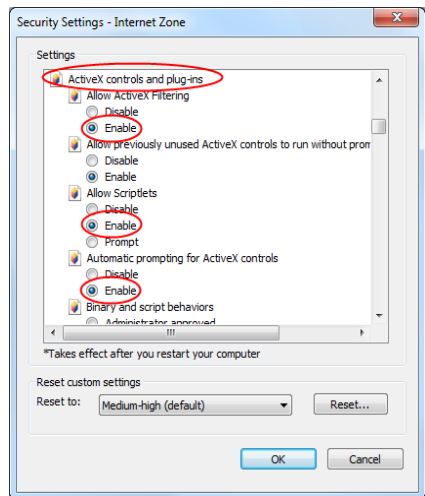 Security Settings - Internet Zone
Settings
ActiveX controls and plug-ins
Allow ActiveX Filtering
Disable
Enable
Allow previously unused ActiveX controls to run without prom
Disable
Enable
Allow Scriptlets
Disable
Enable
Prompt
Automatic prompting for ActiveX controls
Disable
Enable
Binary and script behaviors
Administrator approved
*Takes effect after you restart your computer
Reset custom settings
Reset to: Medium-high (default) Reset...
OK Cancel